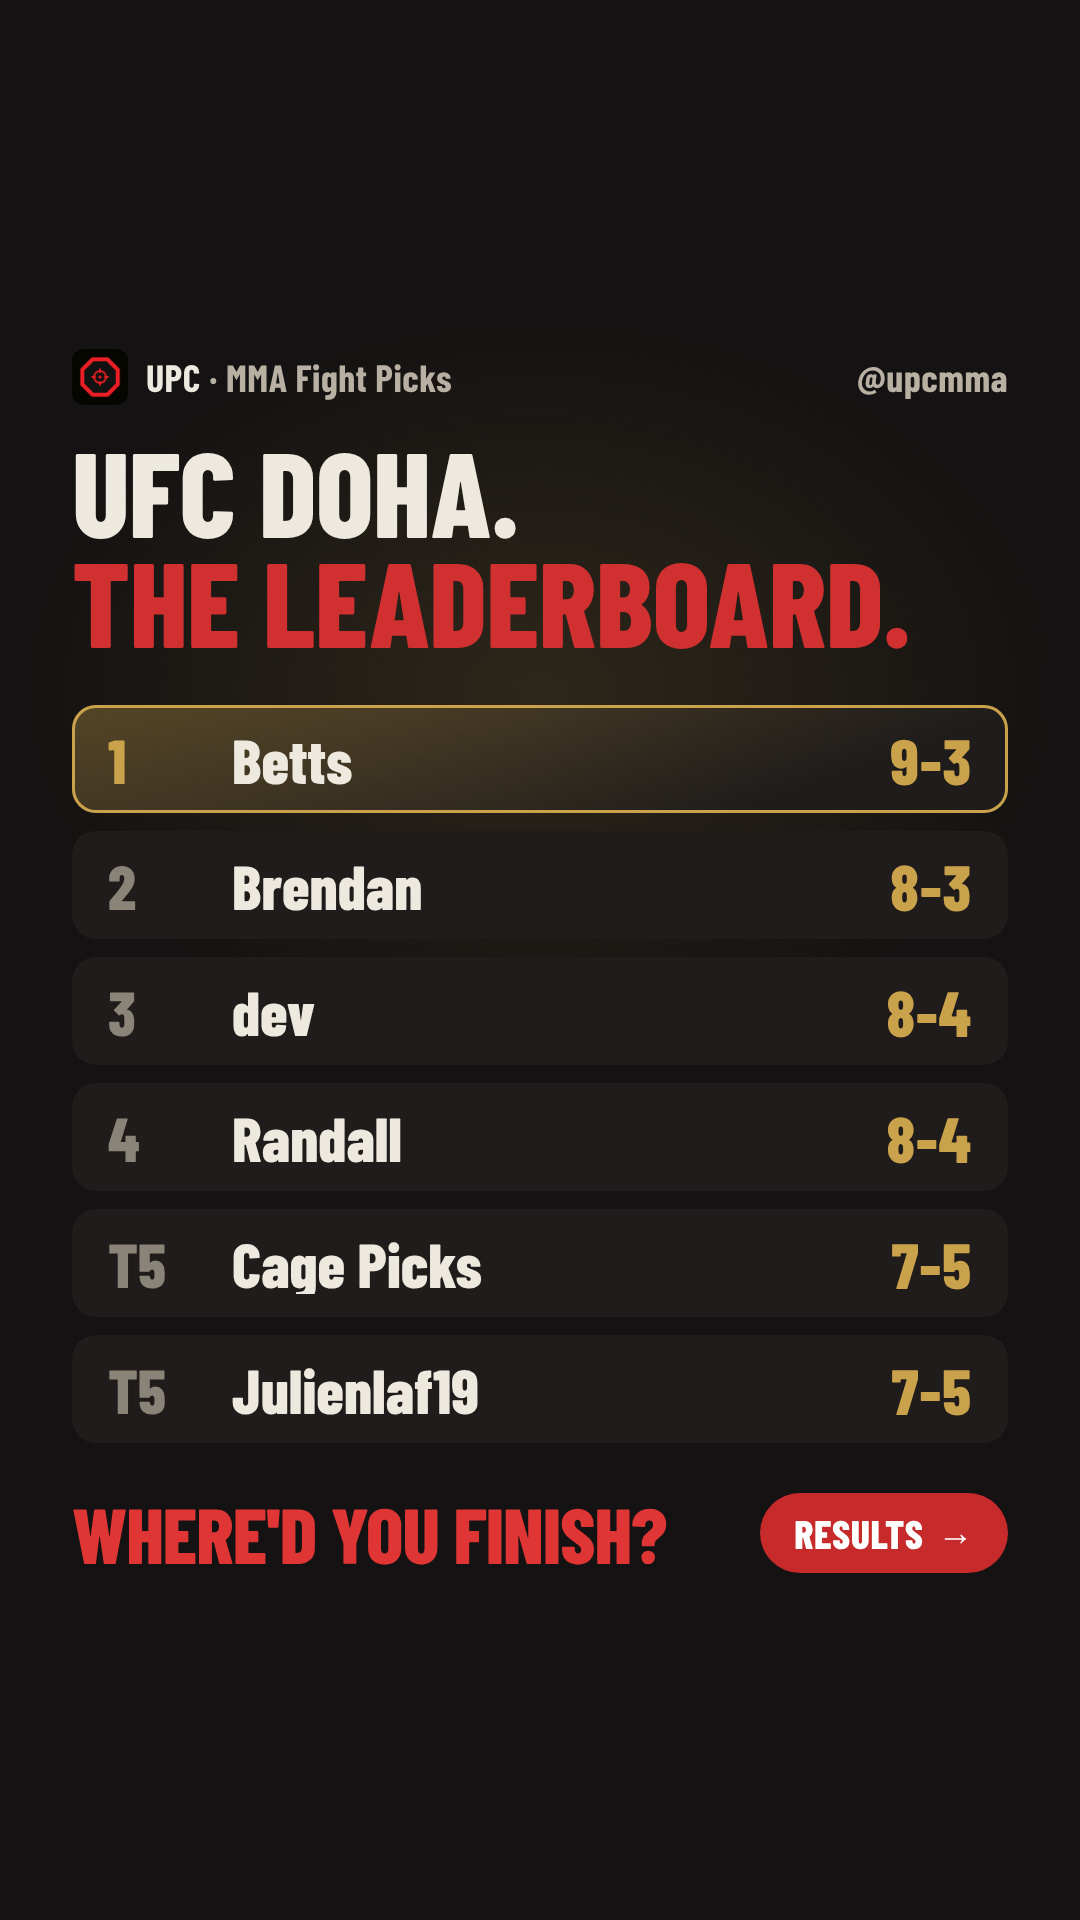 UPC · MMA Fight Picks @upcmma
UFC DOHA.
THE LEADERBOARD.
1 Betts 9-3
2 Brendan 8-3
3 dev 8-4
4 Randall 8-4
T5 Cage Picks 7-5
T5 Julienlaf19 7-5
WHERE'D YOU FINISH? RESULTS →